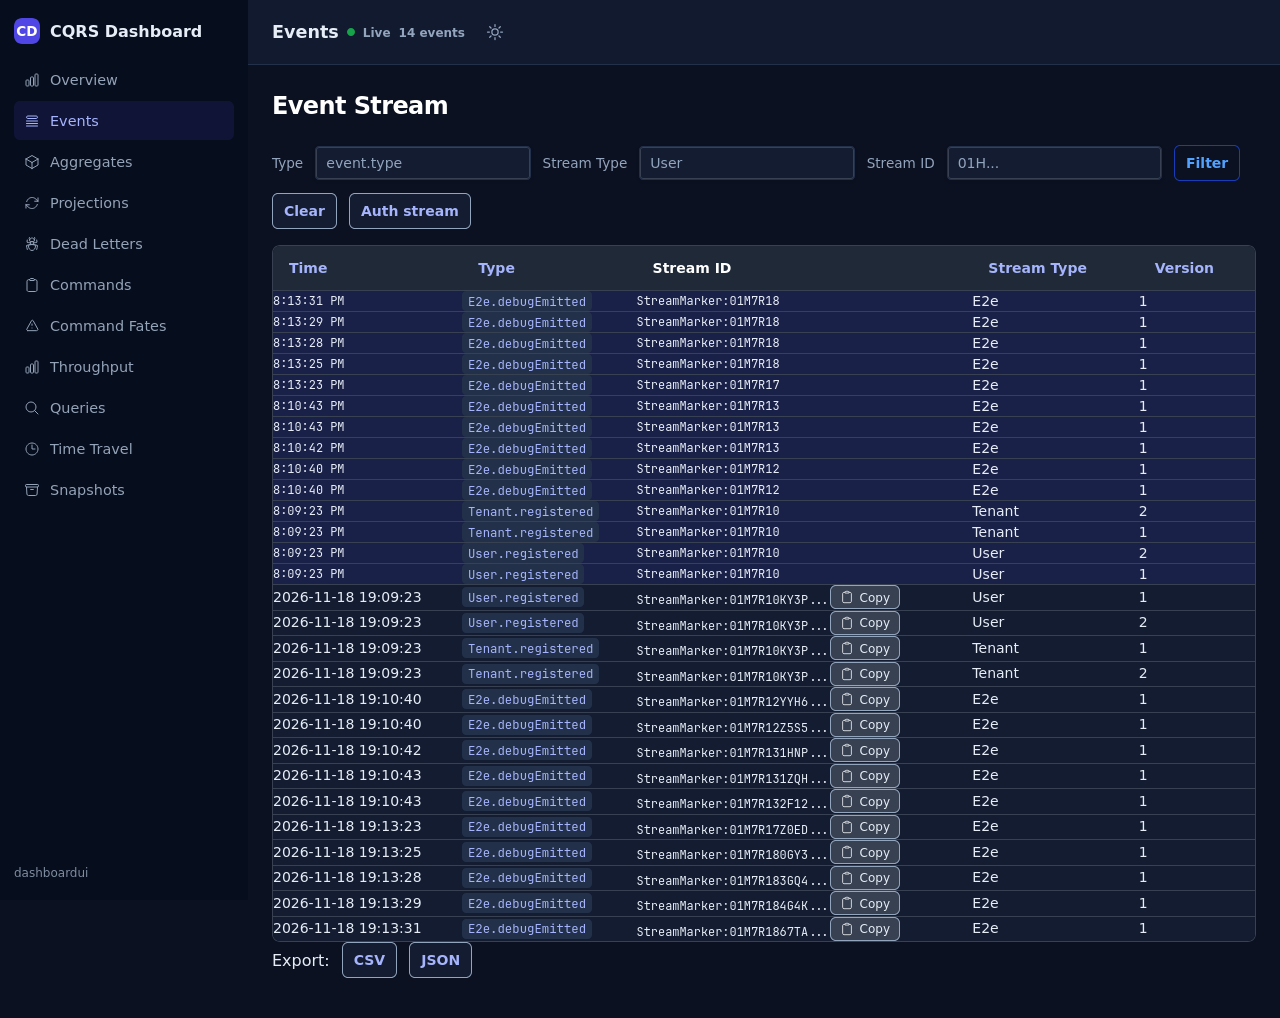 CD CQRS Dashboard
Overview
Events
Aggregates
Projections
Dead Letters
Commands
Command Fates
Throughput
Queries
Time Travel
Snapshots
dashboardui
Events Live 14 events
Event Stream
Type event.type Stream Type User Stream ID 01H... Filter
Clear Auth stream
Time Type Stream ID Stream Type Version
8:13:31 PM E2e.debugEmitted StreamMarker:01M7R18 E2e 1
8:13:29 PM E2e.debugEmitted StreamMarker:01M7R18 E2e 1
8:13:28 PM E2e.debugEmitted StreamMarker:01M7R18 E2e 1
8:13:25 PM E2e.debugEmitted StreamMarker:01M7R18 E2e 1
8:13:23 PM E2e.debugEmitted StreamMarker:01M7R17 E2e 1
8:10:43 PM E2e.debugEmitted StreamMarker:01M7R13 E2e 1
8:10:43 PM E2e.debugEmitted StreamMarker:01M7R13 E2e 1
8:10:42 PM E2e.debugEmitted StreamMarker:01M7R13 E2e 1
8:10:40 PM E2e.debugEmitted StreamMarker:01M7R12 E2e 1
8:10:40 PM E2e.debugEmitted StreamMarker:01M7R12 E2e 1
8:09:23 PM Tenant.registered StreamMarker:01M7R10 Tenant 2
8:09:23 PM Tenant.registered StreamMarker:01M7R10 Tenant 1
8:09:23 PM User.registered StreamMarker:01M7R10 User 2
8:09:23 PM User.registered StreamMarker:01M7R10 User 1
2026-11-18 19:09:23 User.registered StreamMarker:01M7R10KY3P... Copy User 1
2026-11-18 19:09:23 User.registered StreamMarker:01M7R10KY3P... Copy User 2
2026-11-18 19:09:23 Tenant.registered StreamMarker:01M7R10KY3P... Copy Tenant 1
2026-11-18 19:09:23 Tenant.registered StreamMarker:01M7R10KY3P... Copy Tenant 2
2026-11-18 19:10:40 E2e.debugEmitted StreamMarker:01M7R12YYH6... Copy E2e 1
2026-11-18 19:10:40 E2e.debugEmitted StreamMarker:01M7R12Z5S5... Copy E2e 1
2026-11-18 19:10:42 E2e.debugEmitted StreamMarker:01M7R131HNP... Copy E2e 1
2026-11-18 19:10:43 E2e.debugEmitted StreamMarker:01M7R131ZQH... Copy E2e 1
2026-11-18 19:10:43 E2e.debugEmitted StreamMarker:01M7R132F12... Copy E2e 1
2026-11-18 19:13:23 E2e.debugEmitted StreamMarker:01M7R17Z0ED... Copy E2e 1
2026-11-18 19:13:25 E2e.debugEmitted StreamMarker:01M7R180GY3... Copy E2e 1
2026-11-18 19:13:28 E2e.debugEmitted StreamMarker:01M7R183GQ4... Copy E2e 1
2026-11-18 19:13:29 E2e.debugEmitted StreamMarker:01M7R184G4K... Copy E2e 1
2026-11-18 19:13:31 E2e.debugEmitted StreamMarker:01M7R1867TA... Copy E2e 1
Export: CSV JSON